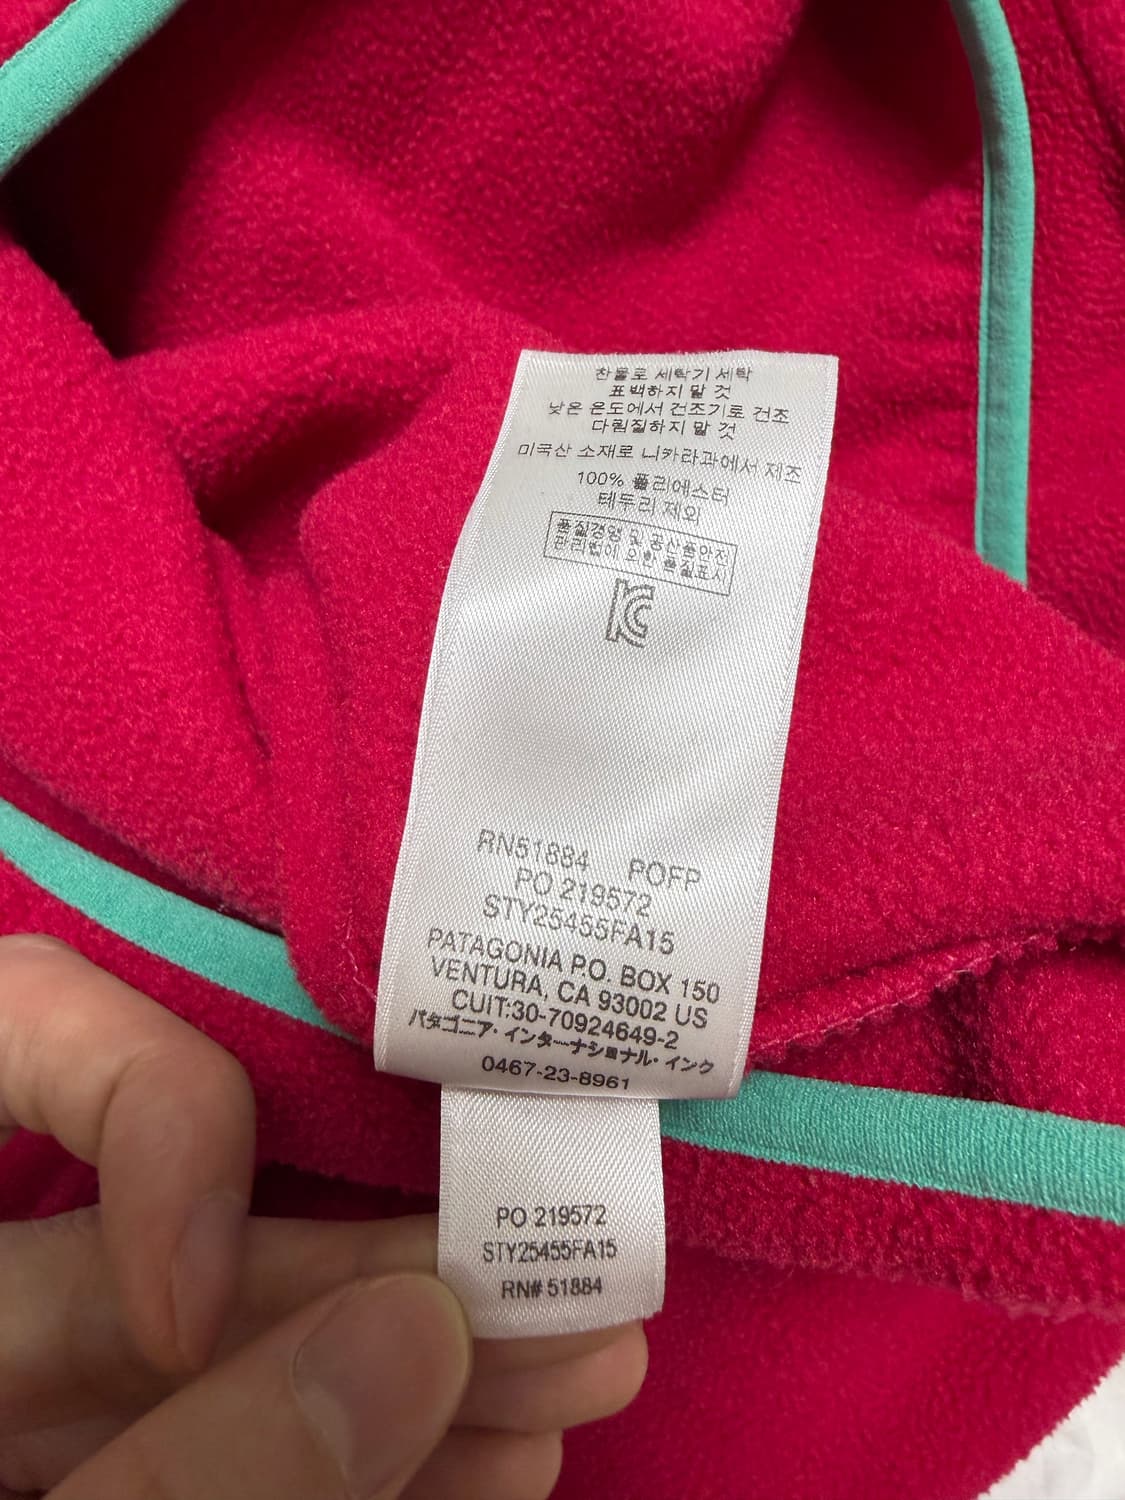 찬물로 세탁기 세탁
표백하지 말 것
낮은 온도에서 건조기로 건조
다림질하지 말 것
미국산 소재로 니카라과에서 제조
100% 폴리에스터
테두리 제외
품질경영 및 공산품안전
관리법에 의한 품질표시
KC
RN51884 POFP
PO 219572
STY25455FA15
PATAGONIA P.O. BOX 150
VENTURA, CA 93002 US
CUIT:30-70924649-2
パタゴニア・インターナショナル・インク
0467-23-8961
PO 219572
STY25455FA15
RN# 51884